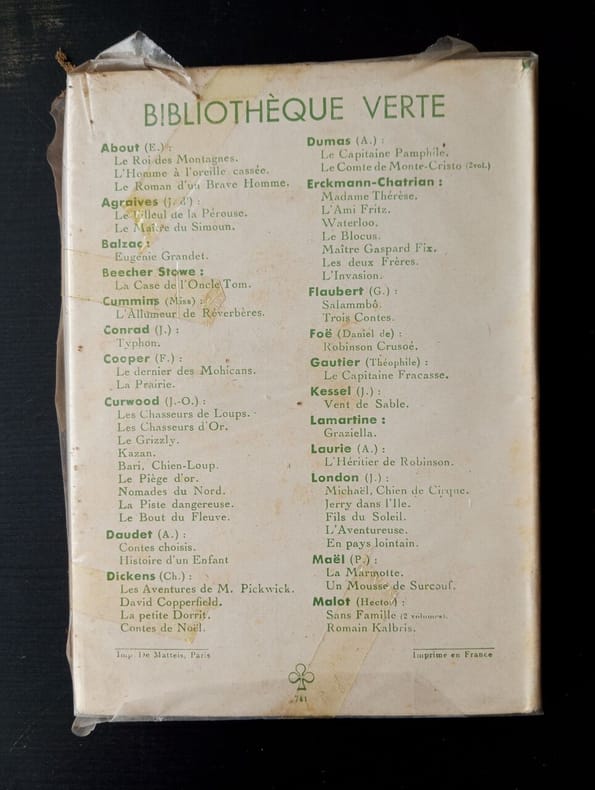 BIBLIOTHÈQUE VERTE
About (E.) :
Le Roi des Montagnes.
L'Homme à l'oreille cassée.
Le Roman d'un Brave Homme.
Agraives (J. d') :
Le Tilleul de la Pérouse.
Le Maître du Simoun.
Balzac :
Eugénie Grandet.
Beecher Stowe :
La Case de l'Oncle Tom.
Cummins (Miss) :
L'Allumeur de Réverbères.
Conrad (J.) :
Typhon.
Cooper (F.) :
Le dernier des Mohicans.
La Prairie.
Curwood (J.-O.) :
Les Chasseurs de Loups.
Les Chasseurs d'Or.
Le Grizzly.
Kazan.
Bari, Chien-Loup.
Le Piège d'or.
Nomades du Nord.
La Piste dangereuse.
Le Bout du Fleuve.
Daudet (A.) :
Contes choisis.
Histoire d'un Enfant
Dickens (Ch.) :
Les Aventures de M. Pickwick.
David Copperfield.
La petite Dorrit.
Contes de Noël.
Dumas (A.) :
Le Capitaine Pamphile.
Le Comte de Monte-Cristo (2vol.)
Erckmann-Chatrian :
Madame Thérèse.
L'Ami Fritz.
Waterloo.
Le Blocus.
Maître Gaspard Fix.
Les deux Frères.
L'Invasion.
Flaubert (G.) :
Salammbô.
Trois Contes.
Foë (Daniel de) :
Robinson Crusoé.
Gautier (Théophile) :
Le Capitaine Fracasse.
Kessel (J.) :
Vent de Sable.
Lamartine :
Graziella.
Laurie (A.) :
L'Héritier de Robinson.
London (J.) :
Michaël, Chien de Cirque.
Jerry dans l'Ile.
Fils du Soleil.
L'Aventureuse.
En pays lointain.
Maël (P.) :
La Marmotte.
Un Mousse de Surcouf.
Malot (Hector) :
Sans Famille (2 volumes).
Romain Kalbris.
Imp. De Matteis, Paris
Imprimé en France
741